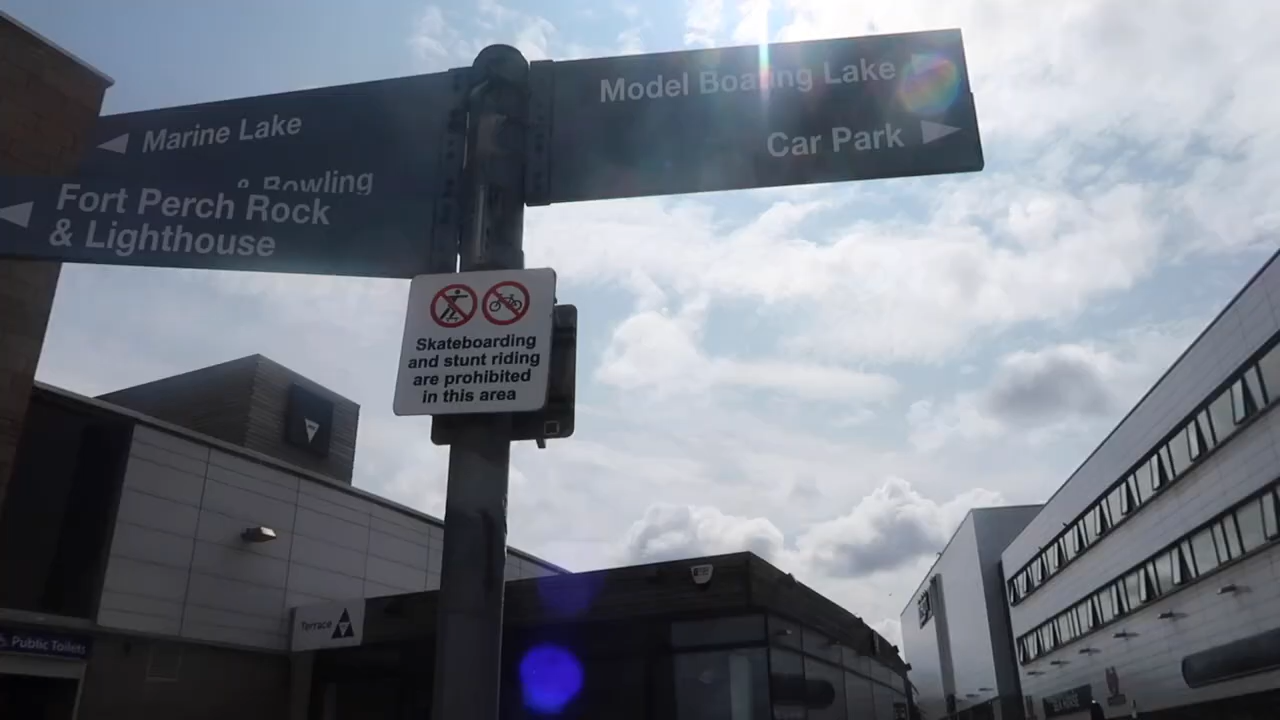 Model Boating Lake
Car Park
Marine Lake
& Bowling
Fort Perch Rock
& Lighthouse
Skateboarding
and stunt riding
are prohibited
in this area
Terrace
Public Toilets